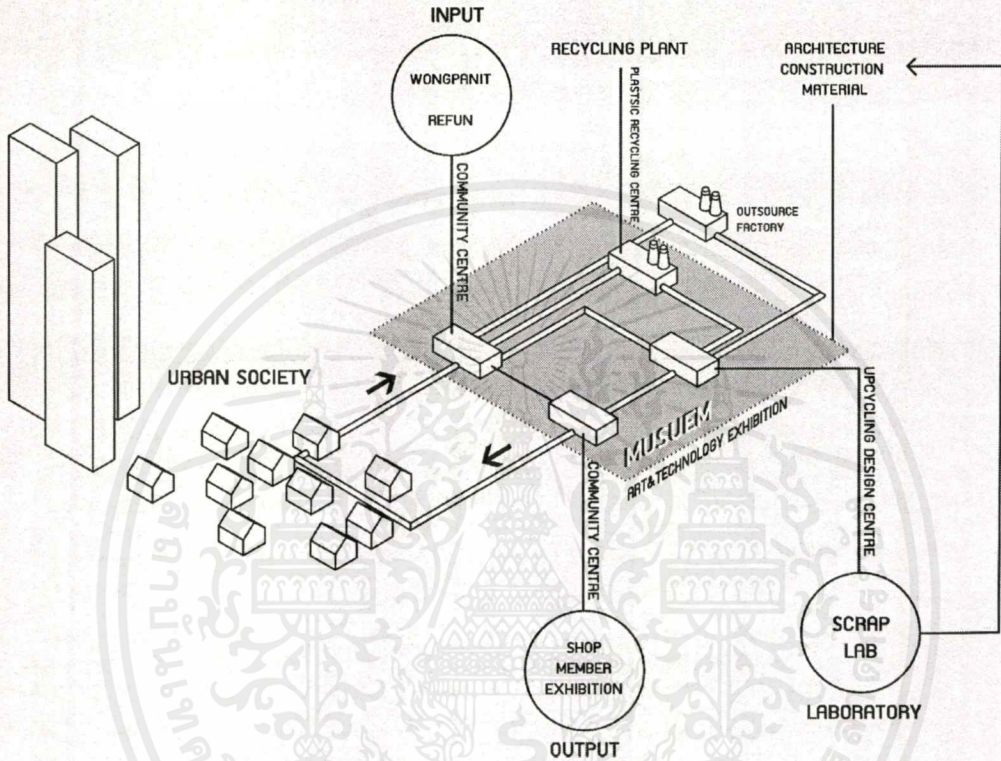 INPUT
WONGPANIT
REFUN
COMMUNITY CENTRE
RECYCLING PLANT
PLASTSIC RECYCLING CENTRE
ARCHITECTURE
CONSTRUCTION
MATERIAL
OUTSOURCE
FACTORY
URBAN SOCIETY
MUSUEM
ART&TECHNOLOGY EXHIBITION
UPCYCLING DESIGN CENTRE
COMMUNITY CENTRE
SHOP
MEMBER
EXHIBITION
OUTPUT
SCRAP
LAB
LABORATORY